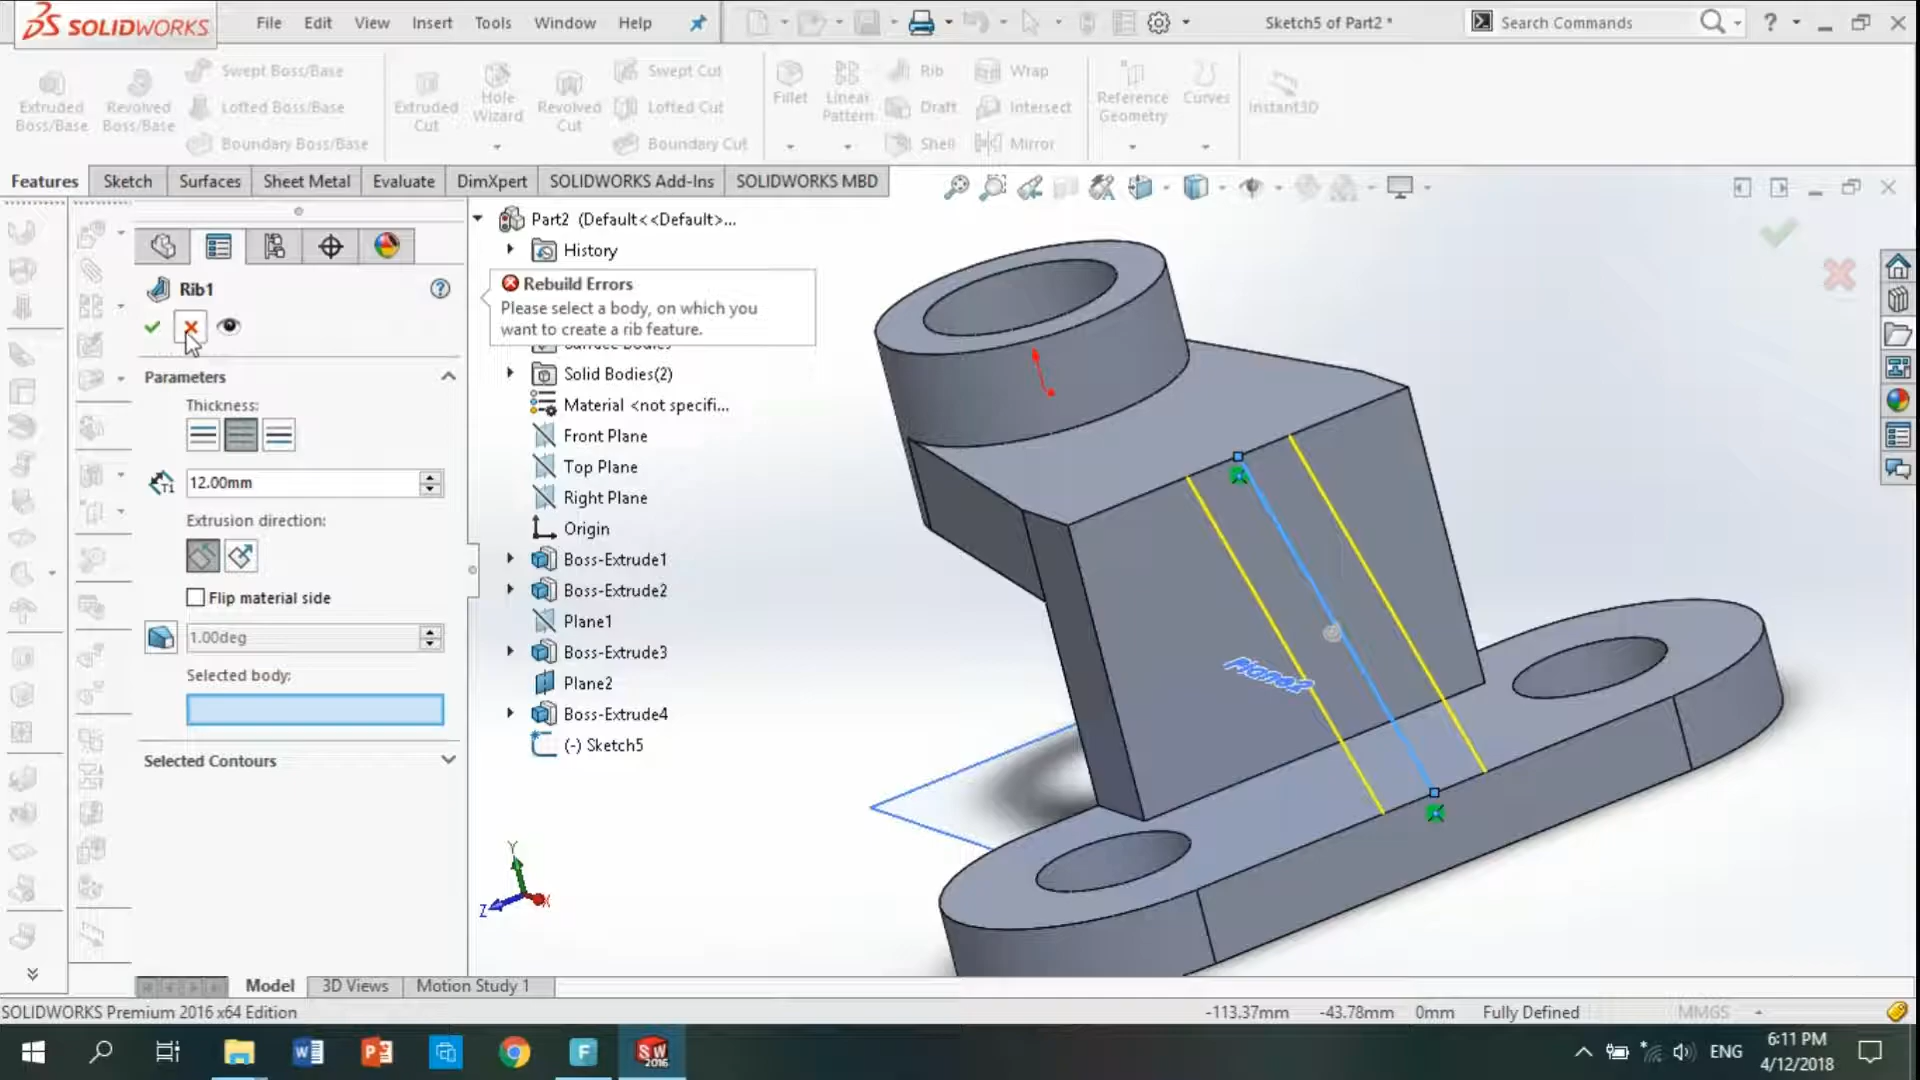 SOLIDWORKS File Edit View Insert Tools Window Help Sketch5 of Part2 * Search Commands ?
Extruded Boss/Base
Revolved Boss/Base
Swept Boss/Base
Lofted Boss/Base
Boundary Boss/Base
Extruded Cut
Hole Wizard
Revolved Cut
Swept Cut
Lofted Cut
Boundary Cut
Fillet
Linear Pattern
Rib
Draft
Shell
Wrap
Intersect
Mirror
Reference Geometry
Curves
Instant3D
Features Sketch Surfaces Sheet Metal Evaluate DimXpert SOLIDWORKS Add-Ins SOLIDWORKS MBD
Rib1
Parameters
Thickness:
12.00mm
Extrusion direction:
Flip material side
1.00deg
Selected body:
Selected Contours
Part2 (Default<<Default>...
History
Rebuild Errors
Please select a body, on which you
want to create a rib feature.
Solid Bodies(2)
Material <not specifi...
Front Plane
Top Plane
Right Plane
Origin
Boss-Extrude1
Boss-Extrude2
Plane1
Boss-Extrude3
Plane2
Boss-Extrude4
(-) Sketch5
Plane2
Y
Z
X
Model 3D Views Motion Study 1
SOLIDWORKS Premium 2016 x64 Edition -113.37mm -43.78mm 0mm Fully Defined MMGS
ENG
6:11 PM
4/12/2018